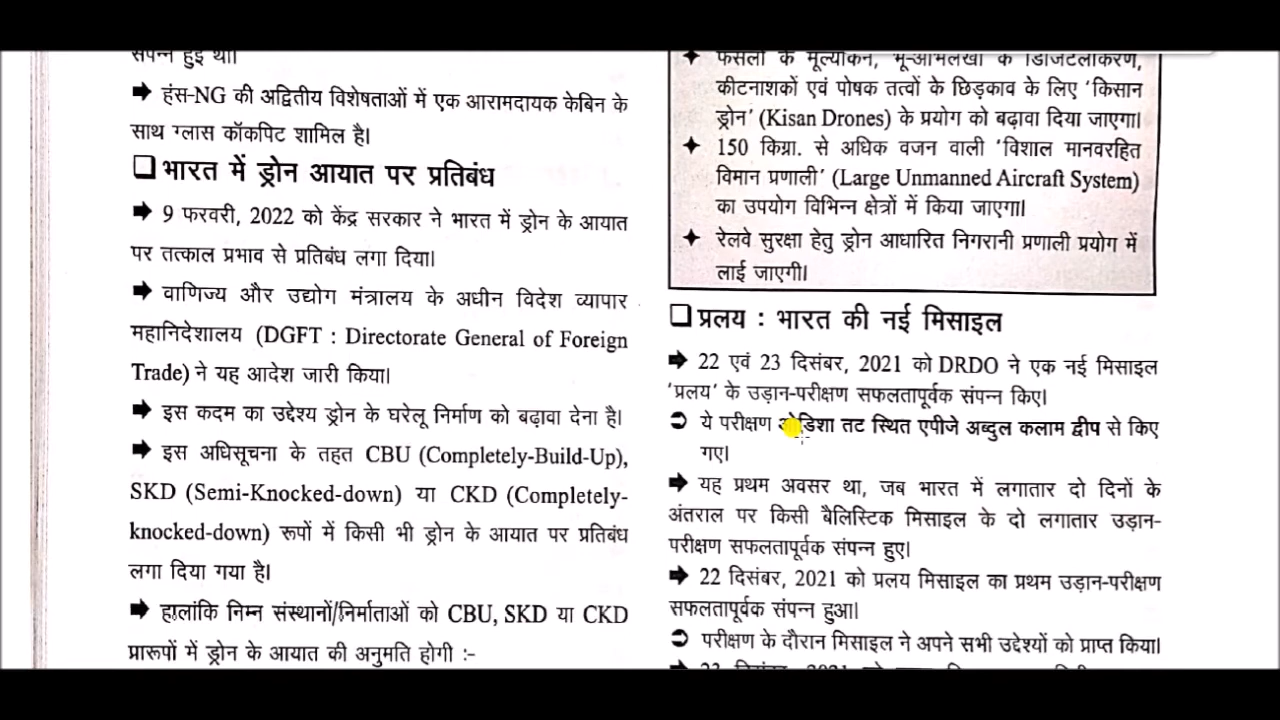 संपन्न हुई थी।
➡ हंस-NG की अद्वितीय विशेषताओं में एक आरामदायक केबिन के
साथ ग्लास कॉकपिट शामिल है।
❑ भारत में ड्रोन आयात पर प्रतिबंध
➡ 9 फरवरी, 2022 को केंद्र सरकार ने भारत में ड्रोन के आयात
पर तत्काल प्रभाव से प्रतिबंध लगा दिया।
➡ वाणिज्य और उद्योग मंत्रालय के अधीन विदेश व्यापार
महानिदेशालय (DGFT : Directorate General of Foreign
Trade) ने यह आदेश जारी किया।
➡ इस कदम का उद्देश्य ड्रोन के घरेलू निर्माण को बढ़ावा देना है।
➡ इस अधिसूचना के तहत CBU (Completely-Build-Up),
SKD (Semi-Knocked-down) या CKD (Completely-
knocked-down) रूपों में किसी भी ड्रोन के आयात पर प्रतिबंध
लगा दिया गया है।
➡ हालांकि निम्न संस्थानों/निर्माताओं को CBU, SKD या CKD
प्रारूपों में ड्रोन के आयात की अनुमति होगी :-
✦ फसलों के मूल्यांकन, भू-अभिलेखों के डिजिटलीकरण,
कीटनाशकों एवं पोषक तत्वों के छिड़काव के लिए 'किसान
ड्रोन' (Kisan Drones) के प्रयोग को बढ़ावा दिया जाएगा।
✦ 150 किग्रा. से अधिक वजन वाली 'विशाल मानवरहित
विमान प्रणाली' (Large Unmanned Aircraft System)
का उपयोग विभिन्न क्षेत्रों में किया जाएगा।
✦ रेलवे सुरक्षा हेतु ड्रोन आधारित निगरानी प्रणाली प्रयोग में
लाई जाएगी।
❑ प्रलय : भारत की नई मिसाइल
➡ 22 एवं 23 दिसंबर, 2021 को DRDO ने एक नई मिसाइल
'प्रलय' के उड़ान-परीक्षण सफलतापूर्वक संपन्न किए।
➲ ये परीक्षण ओडिशा तट स्थित एपीजे अब्दुल कलाम द्वीप से किए
गए।
➡ यह प्रथम अवसर था, जब भारत में लगातार दो दिनों के
अंतराल पर किसी बैलिस्टिक मिसाइल के दो लगातार उड़ान-
परीक्षण सफलतापूर्वक संपन्न हुए।
➡ 22 दिसंबर, 2021 को प्रलय मिसाइल का प्रथम उड़ान-परीक्षण
सफलतापूर्वक संपन्न हुआ।
➲ परीक्षण के दौरान मिसाइल ने अपने सभी उद्देश्यों को प्राप्त किया।
➡ 23 दिसंबर, 2021 को